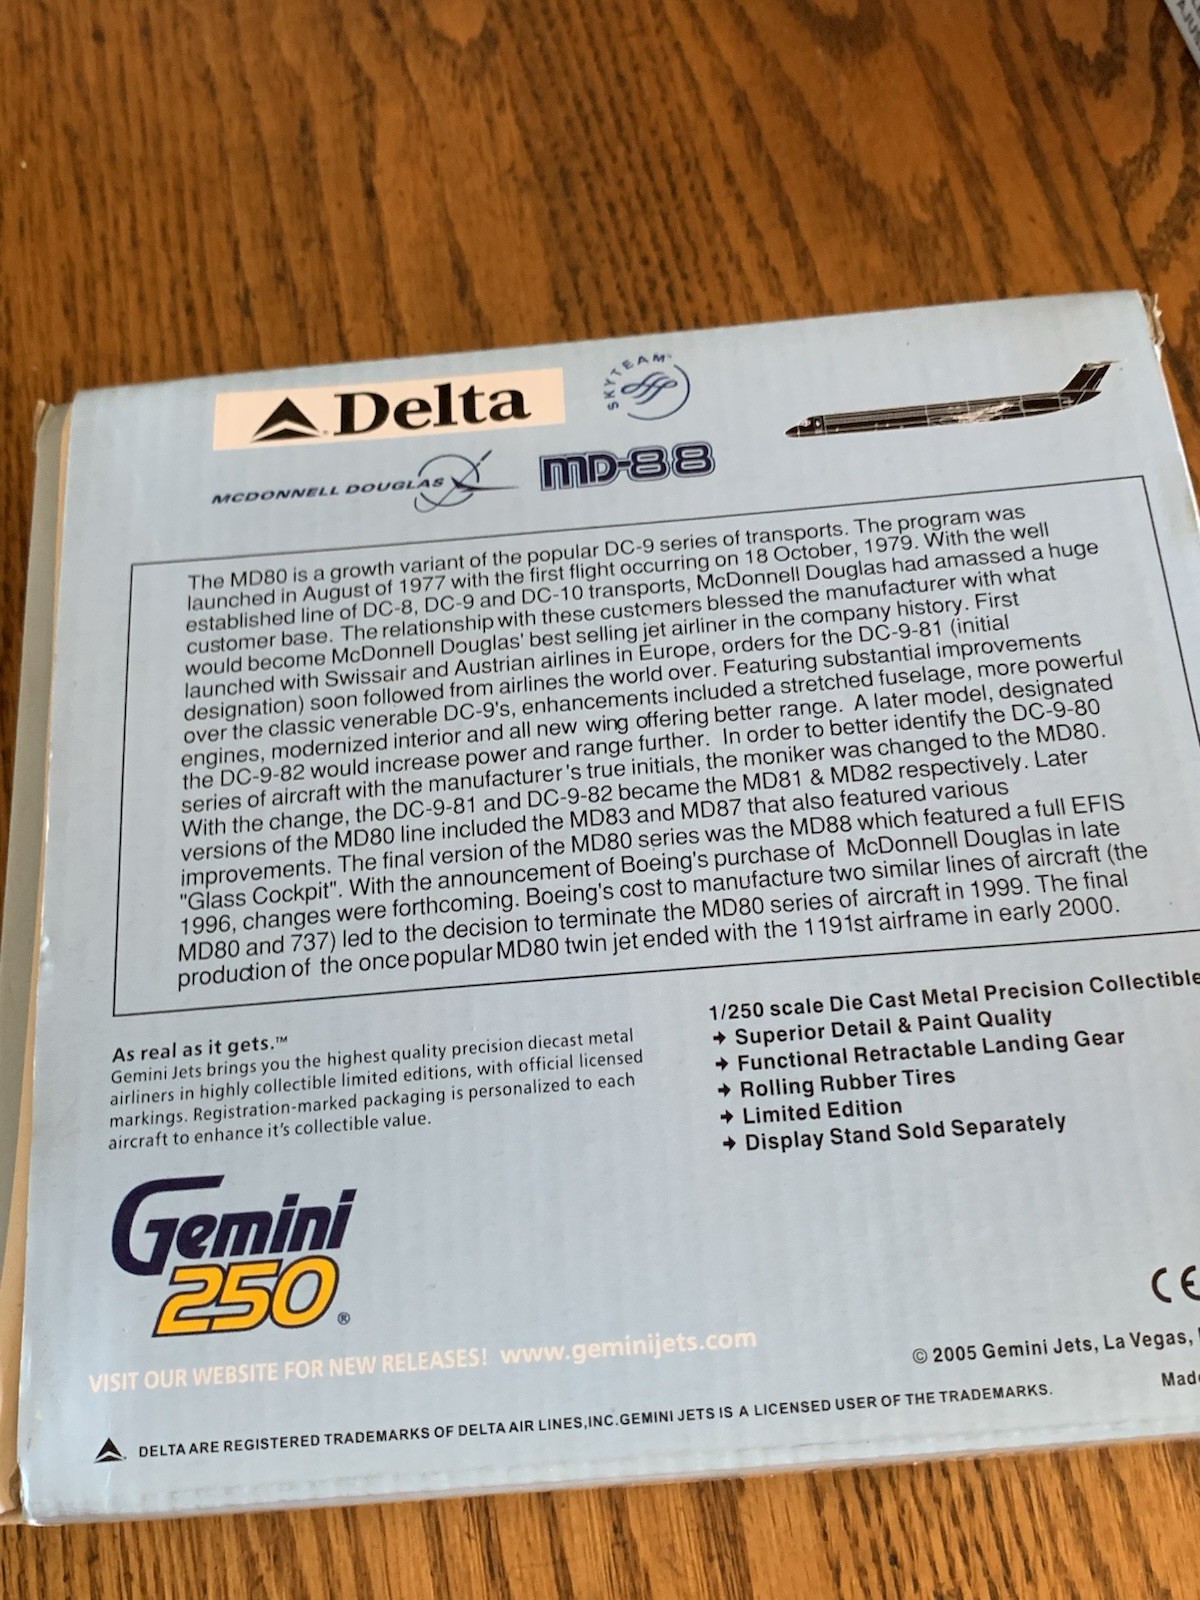 Delta
SKYTEAM
MCDONNELL DOUGLAS
MD-88
The MD80 is a growth variant of the popular DC-9 series of transports. The program was
launched in August of 1977 with the first flight occurring on 18 October, 1979. With the well
established line of DC-8, DC-9 and DC-10 transports, McDonnell Douglas had amassed a huge
customer base. The relationship with these customers blessed the manufacturer with what
would become McDonnell Douglas' best selling jet airliner in the company history. First
launched with Swissair and Austrian airlines in Europe, orders for the DC-9-81 (initial
designation) soon followed from airlines the world over. Featuring substantial improvements
over the classic venerable DC-9's, enhancements included a stretched fuselage, more powerful
engines, modernized interior and all new wing offering better range. A later model, designated
the DC-9-82 would increase power and range further. In order to better identify the DC-9-80
series of aircraft with the manufacturer's true initials, the moniker was changed to the MD80.
With the change, the DC-9-81 and DC-9-82 became the MD81 & MD82 respectively. Later
versions of the MD80 line included the MD83 and MD87 that also featured various
improvements. The final version of the MD80 series was the MD88 which featured a full EFIS
"Glass Cockpit". With the announcement of Boeing's purchase of McDonnell Douglas in late
1996, changes were forthcoming. Boeing's cost to manufacture two similar lines of aircraft (the
MD80 and 737) led to the decision to terminate the MD80 series of aircraft in 1999. The final
production of the once popular MD80 twin jet ended with the 1191st airframe in early 2000.
As real as it gets.™
Gemini Jets brings you the highest quality precision diecast metal
airliners in highly collectible limited editions, with official licensed
markings. Registration-marked packaging is personalized to each
aircraft to enhance it's collectible value.
1/250 scale Die Cast Metal Precision Collectible
→ Superior Detail & Paint Quality
→ Functional Retractable Landing Gear
→ Rolling Rubber Tires
→ Limited Edition
→ Display Stand Sold Separately
Gemini
250®
CE
VISIT OUR WEBSITE FOR NEW RELEASES! www.geminijets.com
© 2005 Gemini Jets, La Vegas,
Made
DELTA ARE REGISTERED TRADEMARKS OF DELTA AIR LINES,INC.GEMINI JETS IS A LICENSED USER OF THE TRADEMARKS.